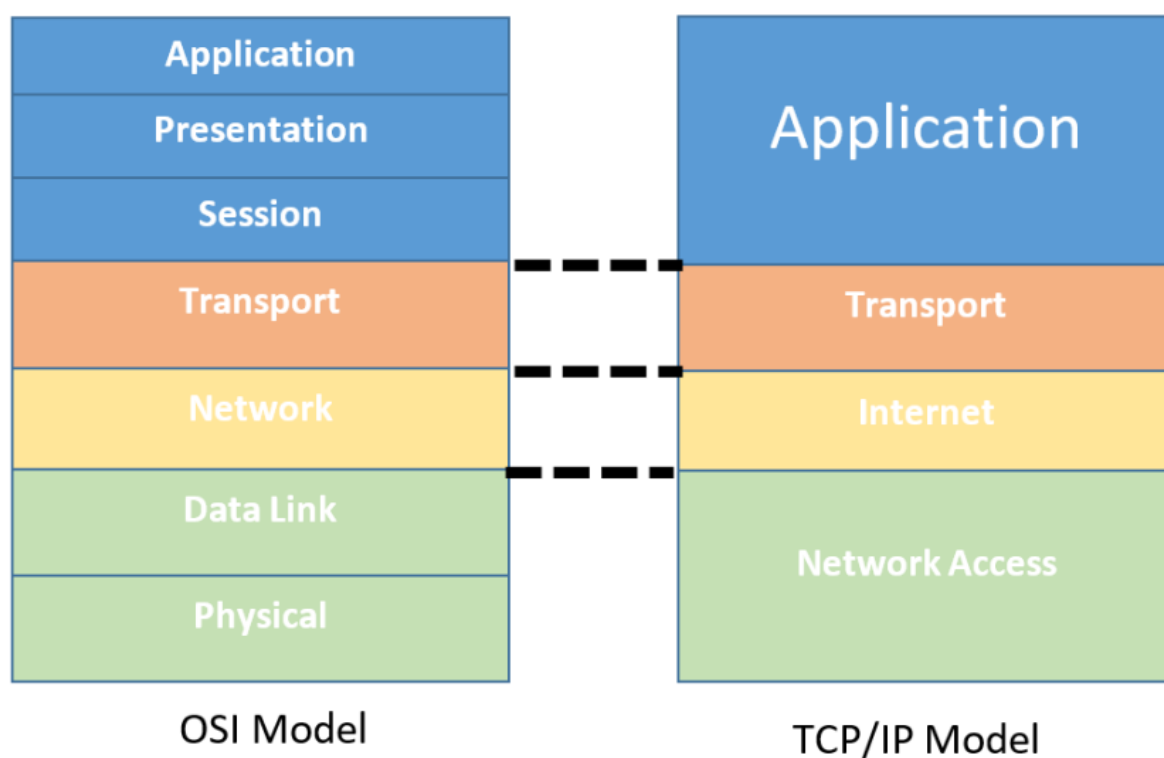 Application
Presentation
Session
Transport
Network
Data Link
Physical
OSI Model
Application
Transport
Internet
Network Access
TCP/IP Model